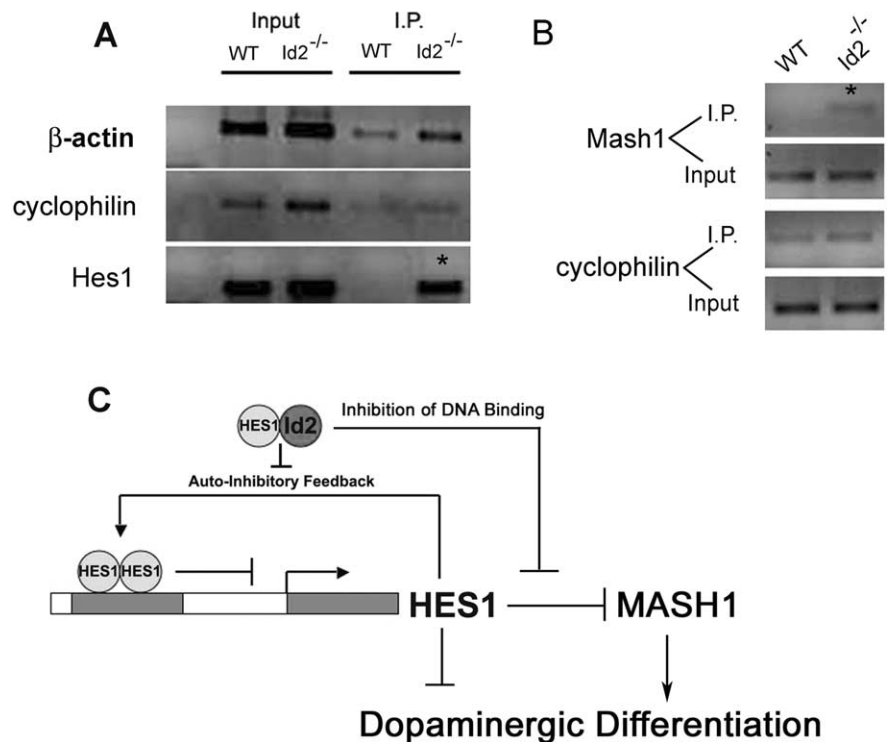 A
Input
I.P.
WT
Id2-/-
WT
Id2-/-
β-actin
cyclophilin
Hes1
*
B
WT
Id2-/-
*
Mash1
I.P.
Input
cyclophilin
I.P.
Input
C
HES1
Id2
Inhibition of DNA Binding
Auto-Inhibitory Feedback
HES1 HES1
HES1
MASH1
Dopaminergic Differentiation